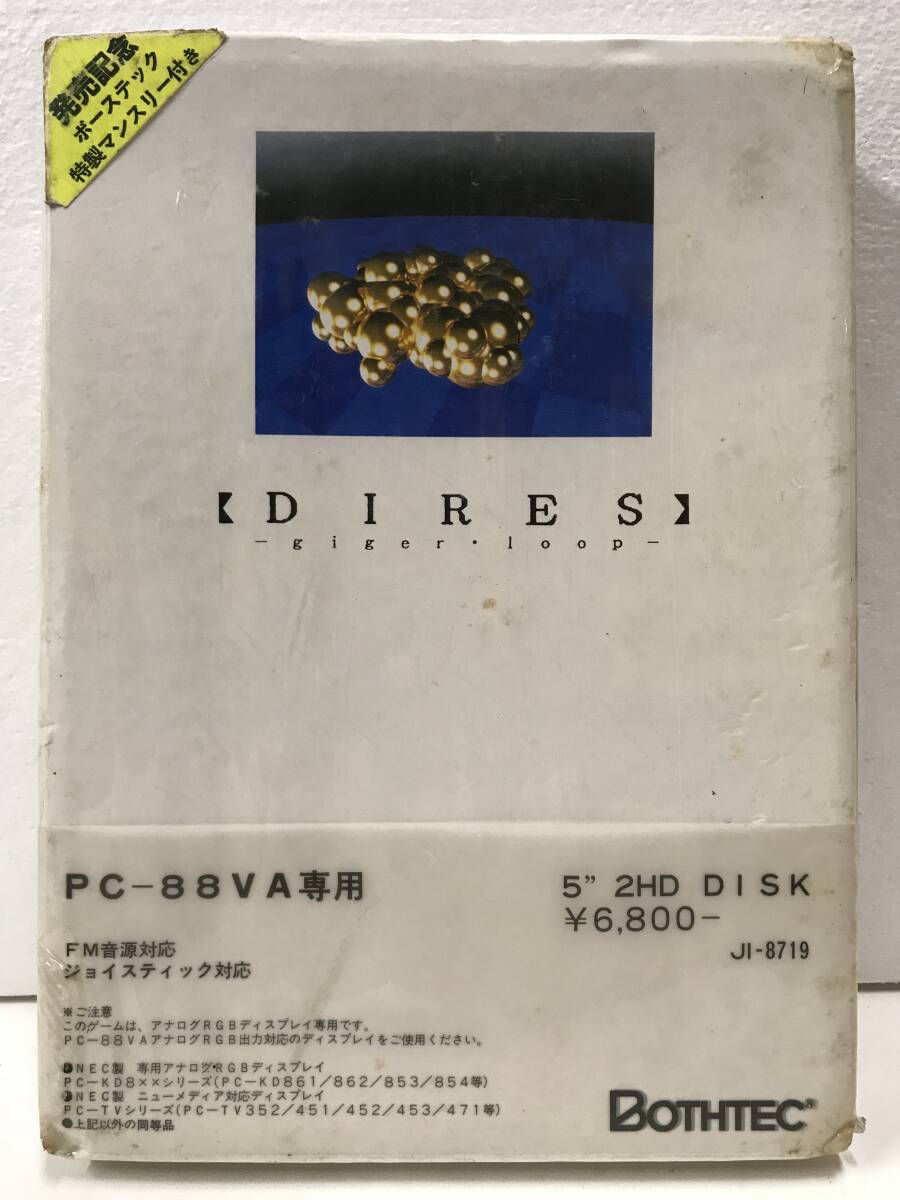 発売記念
ボーステック
特製マンスリー付き
【DIRES】
-giger・loop-
PC-88VA専用
5” 2HD DISK
¥6,800-
FM音源対応
ジョイスティック対応
JI-8719
※ご注意
このゲームは、アナログRGBディスプレイ専用です。
PC-88VAアナログRGB出力対応のディスプレイをご使用ください。
●NEC製 専用アナログRGBディスプレイ
PC-KD8××シリーズ(PC-KD861/862/853/854等)
●NEC製 ニューメディア対応ディスプレイ
PC-TVシリーズ(PC-TV352/451/452/453/471等)
●上記以外の同等品
BOTHTEC®